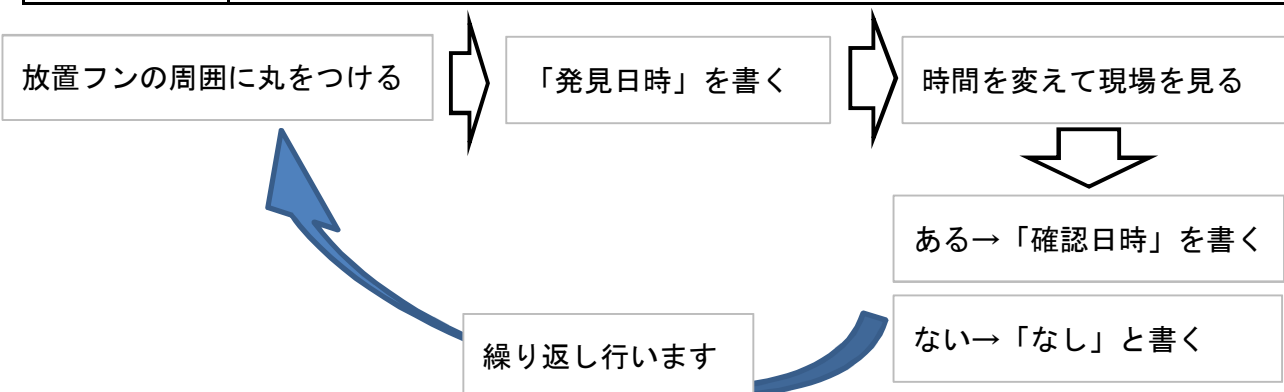 放置フンの周囲に丸をつける
「発見日時」を書く
時間を変えて現場を見る
ある→「確認日時」を書く
ない→「なし」と書く
繰り返し行います